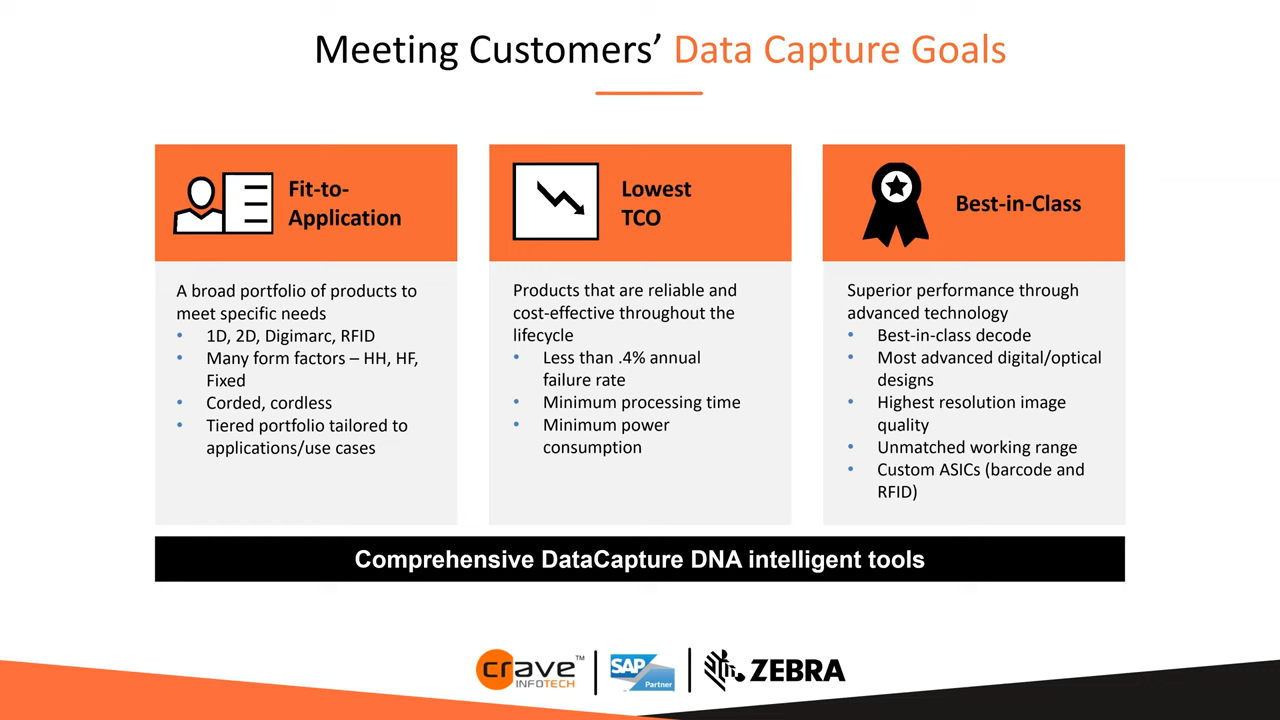 Meeting Customers’ Data Capture Goals
Fit-to-
Application
A broad portfolio of products to
meet specific needs
• 1D, 2D, Digimarc, RFID
• Many form factors – HH, HF,
Fixed
• Corded, cordless
• Tiered portfolio tailored to
applications/use cases
Lowest
TCO
Products that are reliable and
cost-effective throughout the
lifecycle
• Less than .4% annual
failure rate
• Minimum processing time
• Minimum power
consumption
Best-in-Class
Superior performance through
advanced technology
• Best-in-class decode
• Most advanced digital/optical
designs
• Highest resolution image
quality
• Unmatched working range
• Custom ASICs (barcode and
RFID)
Comprehensive DataCapture DNA intelligent tools
crave™
INFOTECH
SAP
Partner
ZEBRA